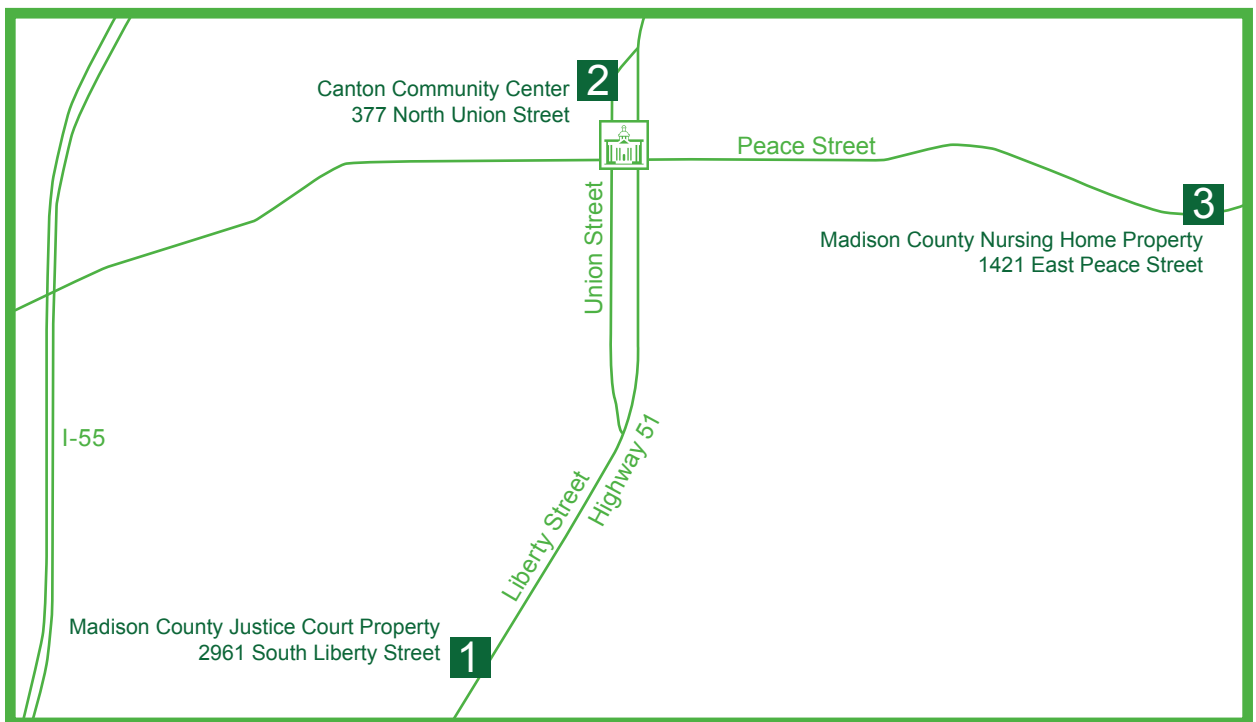 Canton Community Center
377 North Union Street
2
Peace Street
Union Street
3
Madison County Nursing Home Property
1421 East Peace Street
I-55
Liberty Street
Highway 51
Madison County Justice Court Property
2961 South Liberty Street
1